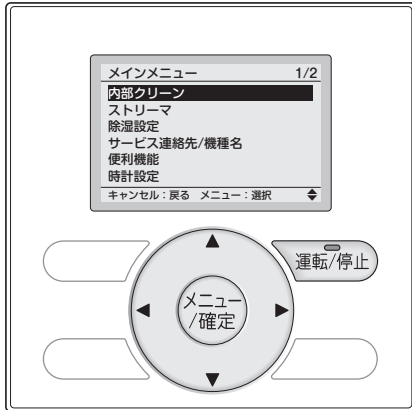 メインメニュー 1/2
内部クリーン
ストリーマ
除湿設定
サービス連絡先/機種名
便利機能
時計設定
キャンセル：戻る メニュー：選択
運転/停止
メニュー
/確定